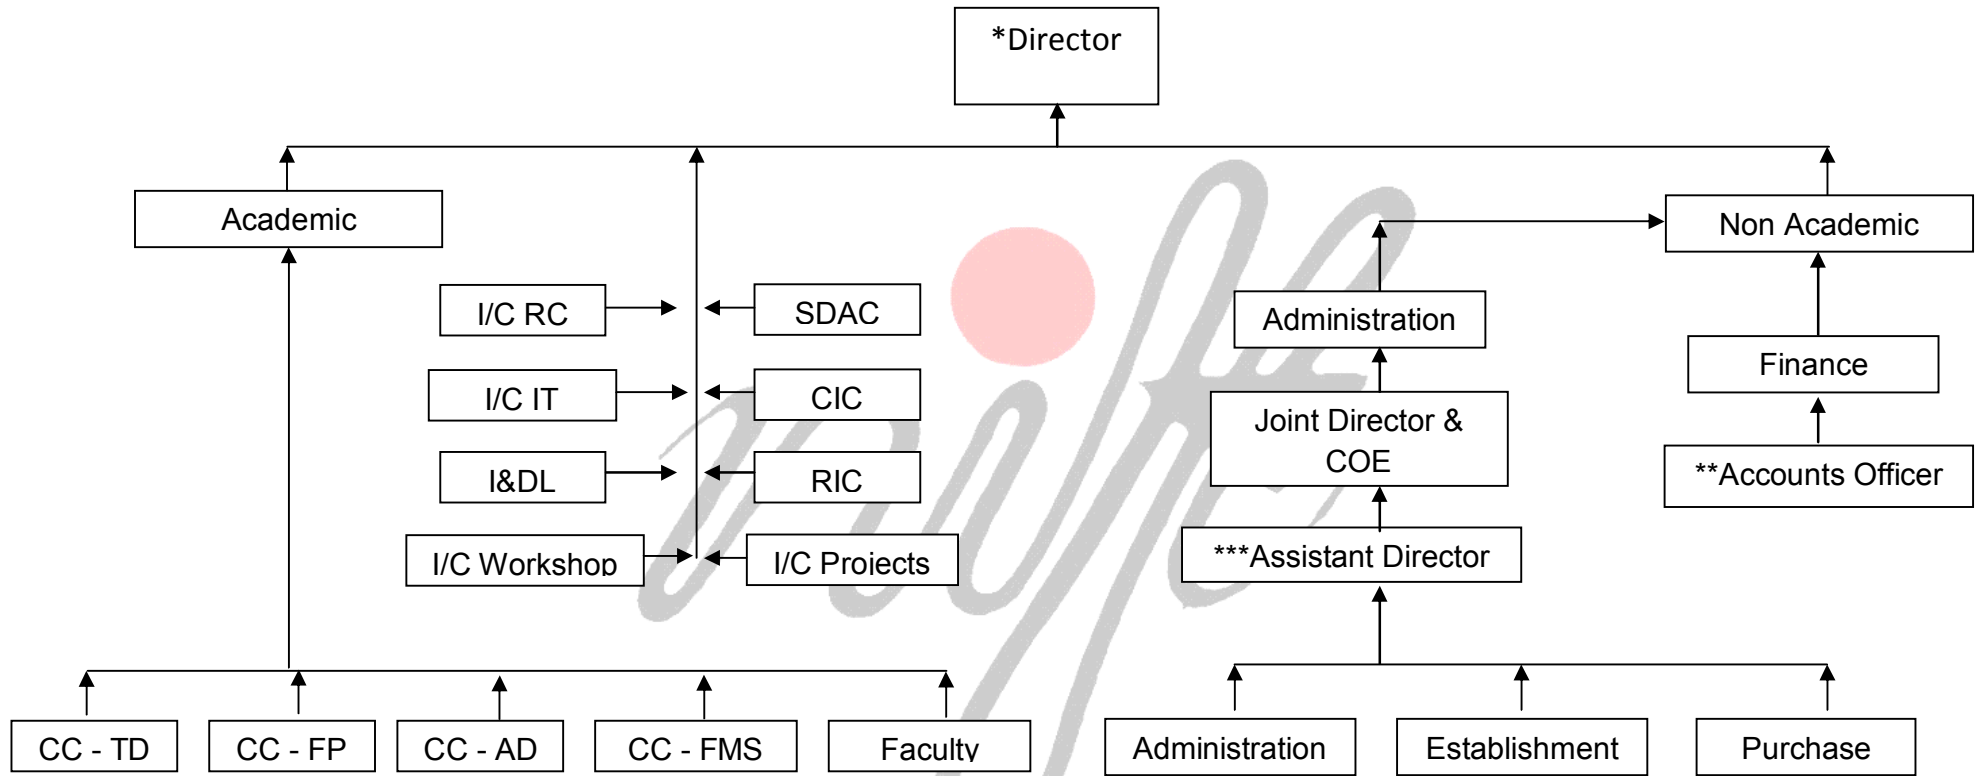 *Director
Academic
Non Academic
I/C RC
SDAC
Administration
I/C IT
CIC
Finance
Joint Director &
COE
I&DL
RIC
**Accounts Officer
I/C Workshop
I/C Projects
***Assistant Director
CC - TD
CC - FP
CC - AD
CC - FMS
Faculty
Administration
Establishment
Purchase
nift